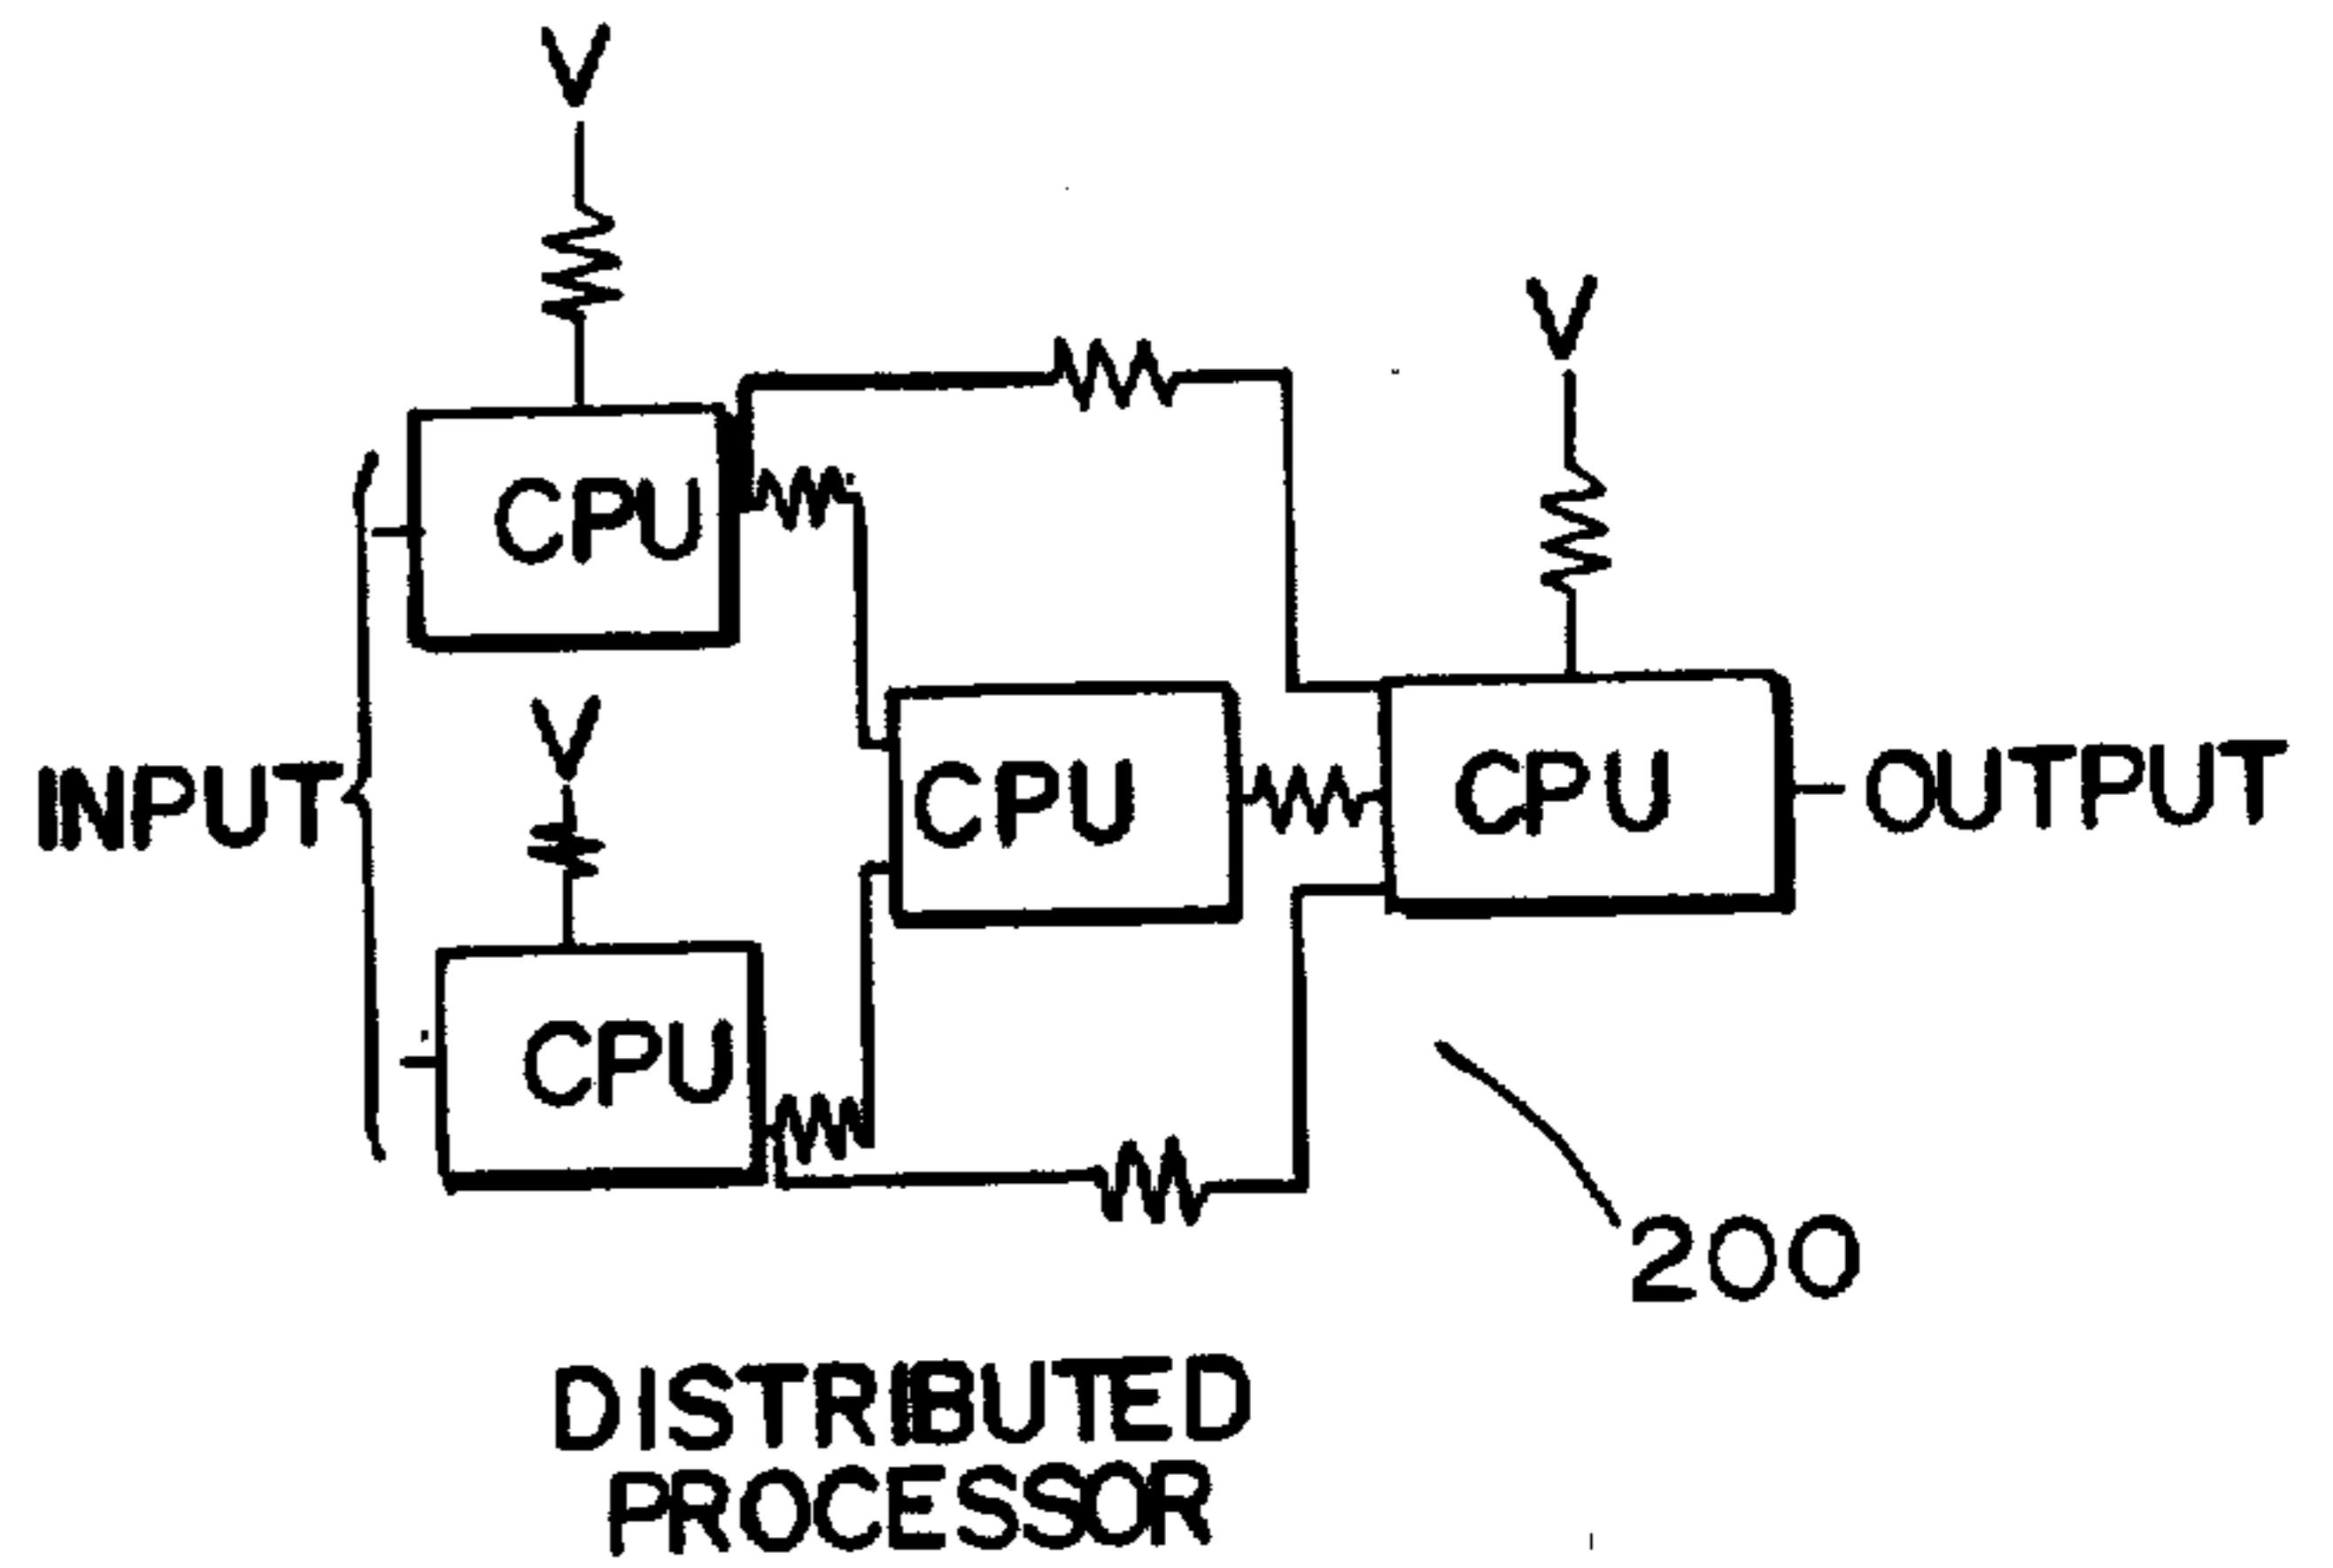 V
V
CPU
V
INPUT
CPU
CPU
OUTPUT
CPU
200
DISTRIBUTED
PROCESSOR